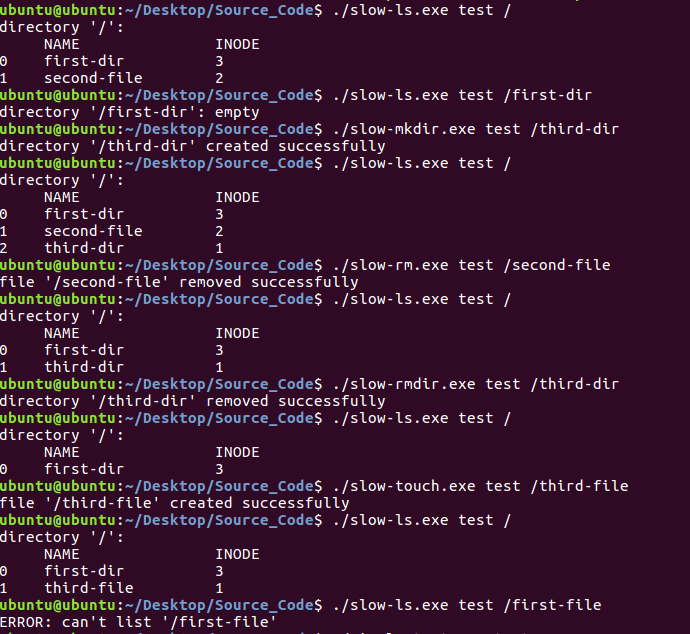 ubuntu@ubuntu:~/Desktop/Source_Code$ ./slow-ls.exe test /
directory '/':
     NAME                INODE
0    first-dir           3
1    second-file         2
ubuntu@ubuntu:~/Desktop/Source_Code$ ./slow-ls.exe test /first-dir
directory '/first-dir': empty
ubuntu@ubuntu:~/Desktop/Source_Code$ ./slow-mkdir.exe test /third-dir
directory '/third-dir' created successfully
ubuntu@ubuntu:~/Desktop/Source_Code$ ./slow-ls.exe test /
directory '/':
     NAME                INODE
0    first-dir           3
1    second-file         2
2    third-dir           1
ubuntu@ubuntu:~/Desktop/Source_Code$ ./slow-rm.exe test /second-file
file '/second-file' removed successfully
ubuntu@ubuntu:~/Desktop/Source_Code$ ./slow-ls.exe test /
directory '/':
     NAME                INODE
0    first-dir           3
1    third-dir           1
ubuntu@ubuntu:~/Desktop/Source_Code$ ./slow-rmdir.exe test /third-dir
directory '/third-dir' removed successfully
ubuntu@ubuntu:~/Desktop/Source_Code$ ./slow-ls.exe test /
directory '/':
     NAME                INODE
0    first-dir           3
ubuntu@ubuntu:~/Desktop/Source_Code$ ./slow-touch.exe test /third-file
file '/third-file' created successfully
ubuntu@ubuntu:~/Desktop/Source_Code$ ./slow-ls.exe test /
directory '/':
     NAME                INODE
0    first-dir           3
1    third-file          1
ubuntu@ubuntu:~/Desktop/Source_Code$ ./slow-ls.exe test /first-file
ERROR: can't list '/first-file'